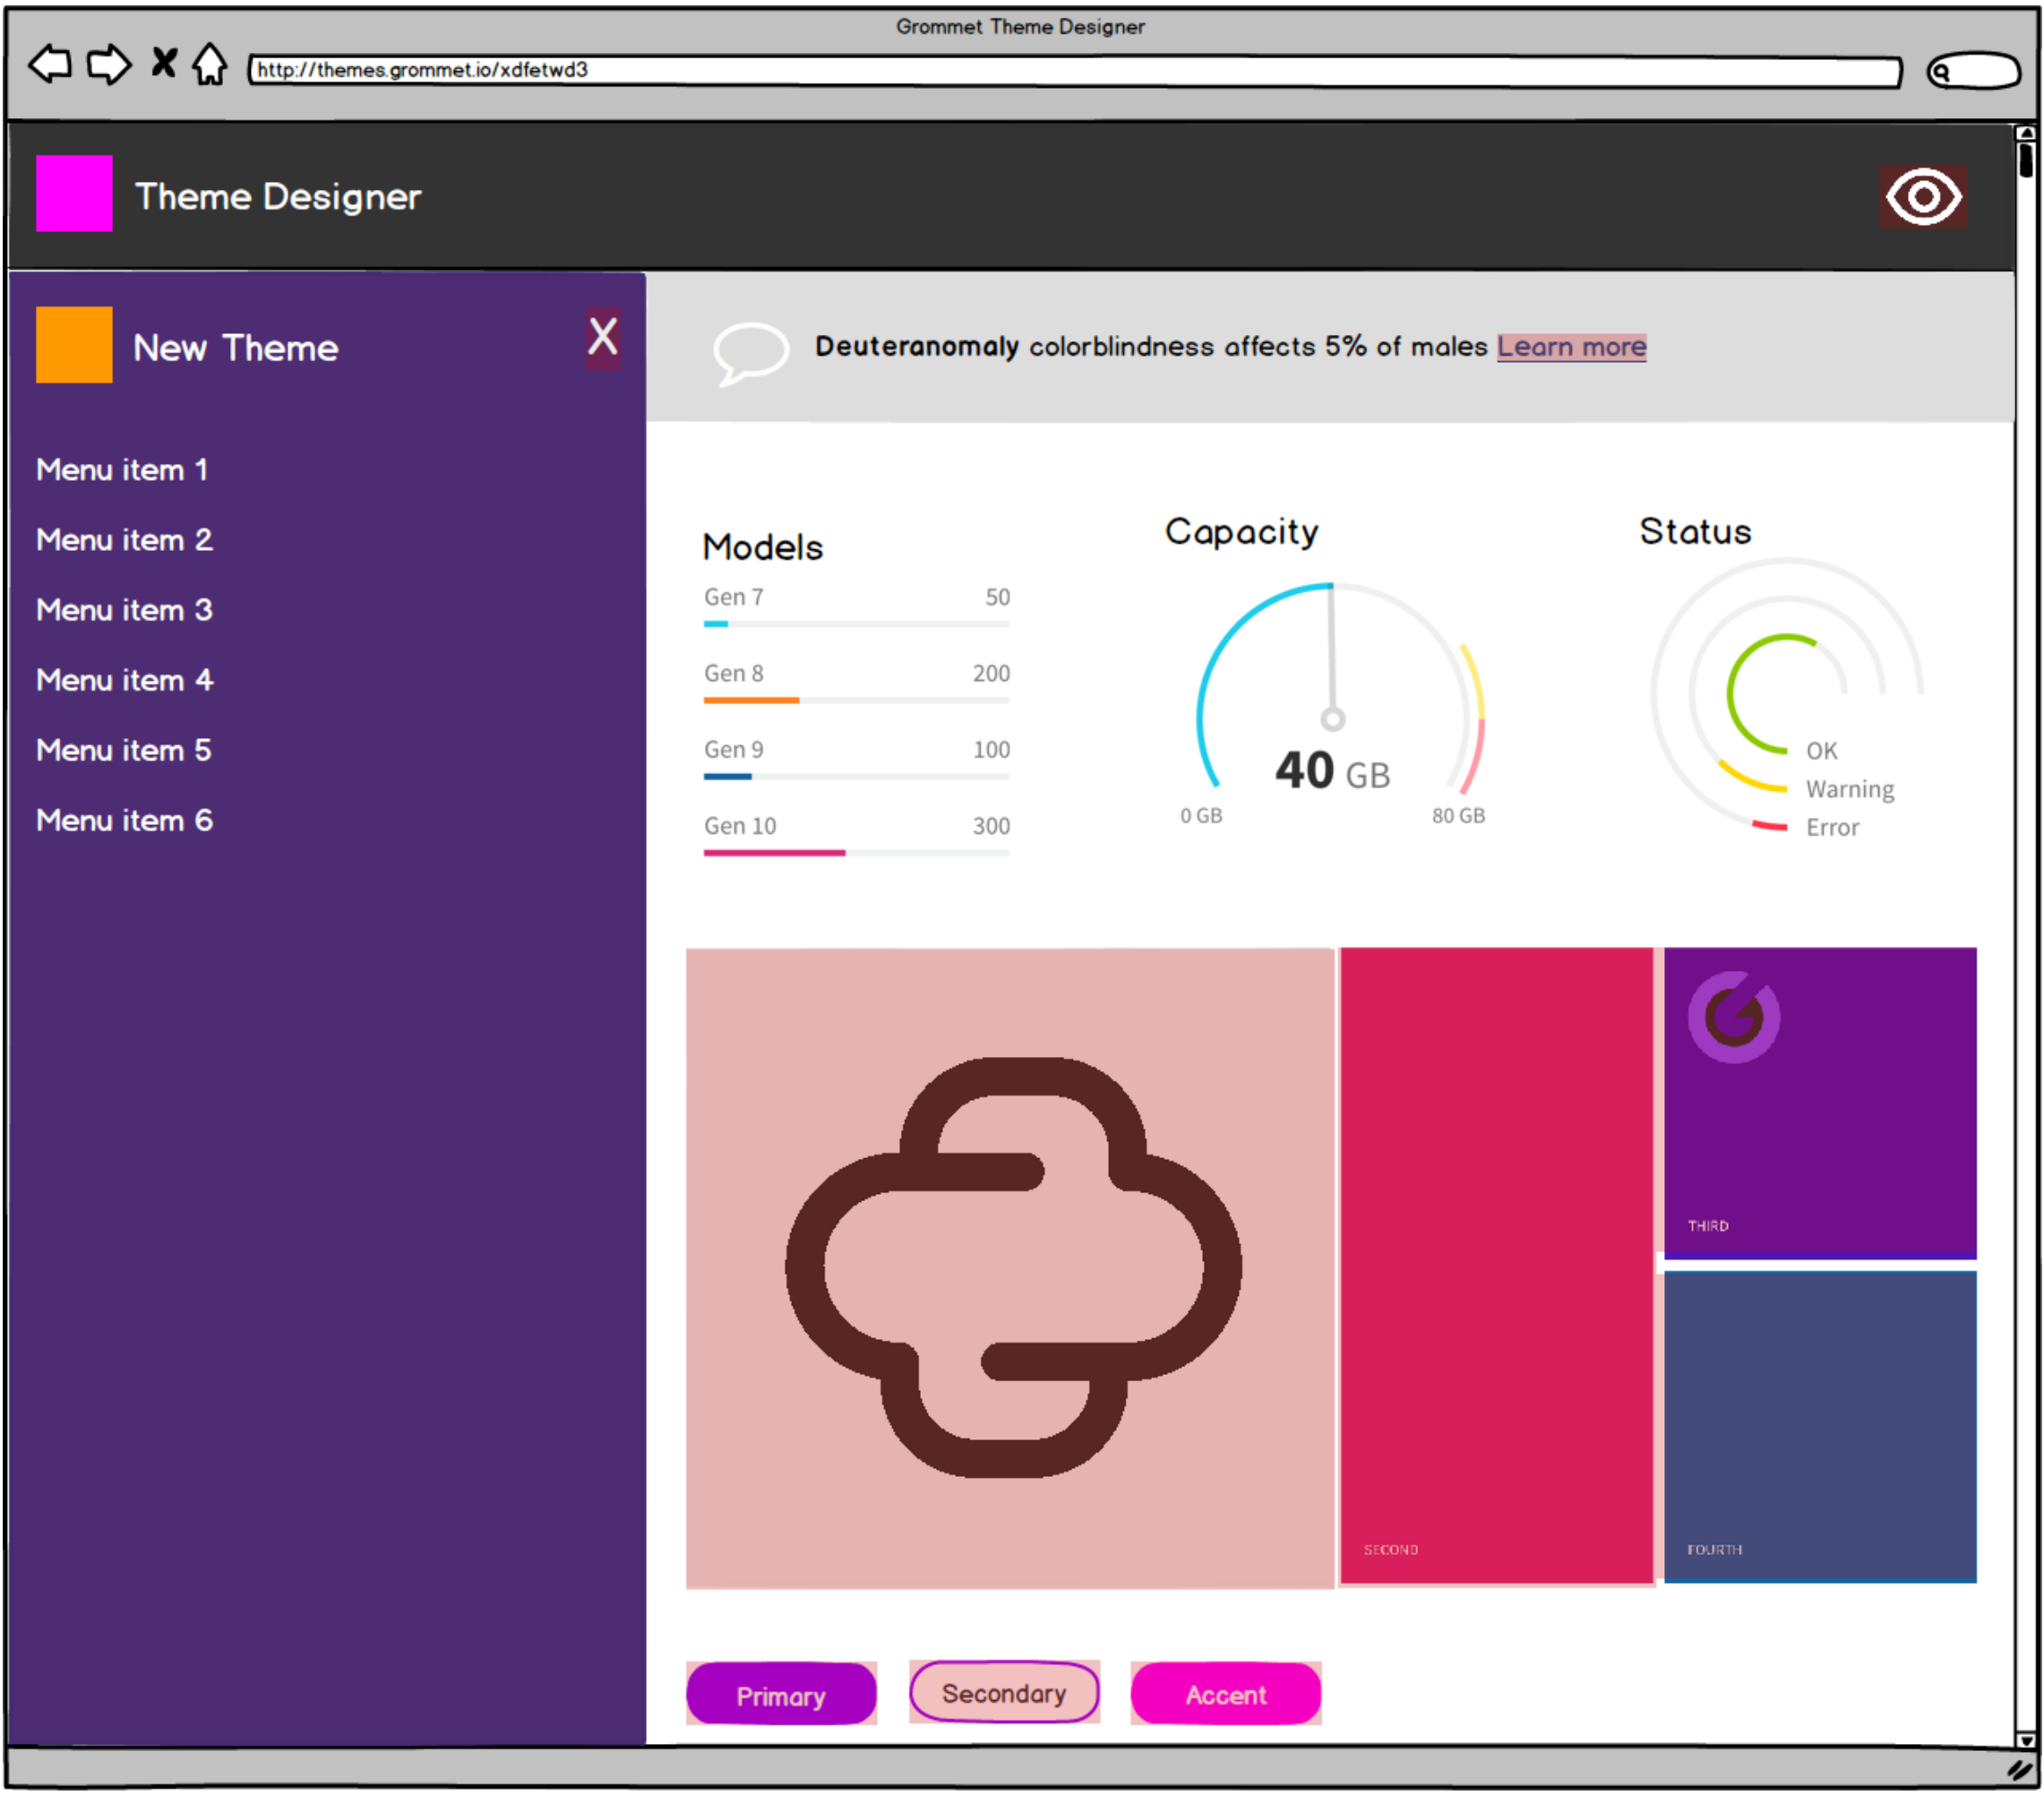 Grommet Theme Designer
http://themes.grommet.io/xdfetwd3
Theme Designer
New Theme
X
Deuteranomaly colorblindness affects 5% of males Learn more
Menu item 1
Menu item 2
Menu item 3
Menu item 4
Menu item 5
Menu item 6
Models
Gen 7 50
Gen 8 200
Gen 9 100
Gen 10 300
Capacity
40 GB
0 GB 80 GB
Status
OK
Warning
Error
THIRD
SECOND
FOURTH
Primary
Secondary
Accent